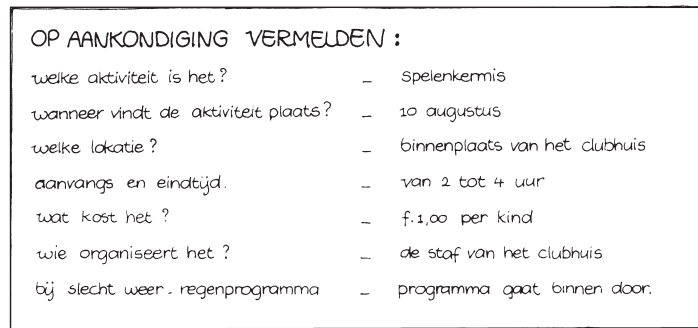 OP AANKONDIGING VERMELDEN :
welke aktiviteit is het? – spelenkermis
wanneer vindt de aktiviteit plaats? – 10 augustus
welke lokatie? – binnenplaats van het clubhuis
aanvangs en eindtijd. – van 2 tot 4 uur
wat kost het? – f.1,00 per kind
wie organiseert het? – de staf van het clubhuis
bij slecht weer - regenprogramma – programma gaat binnen door.